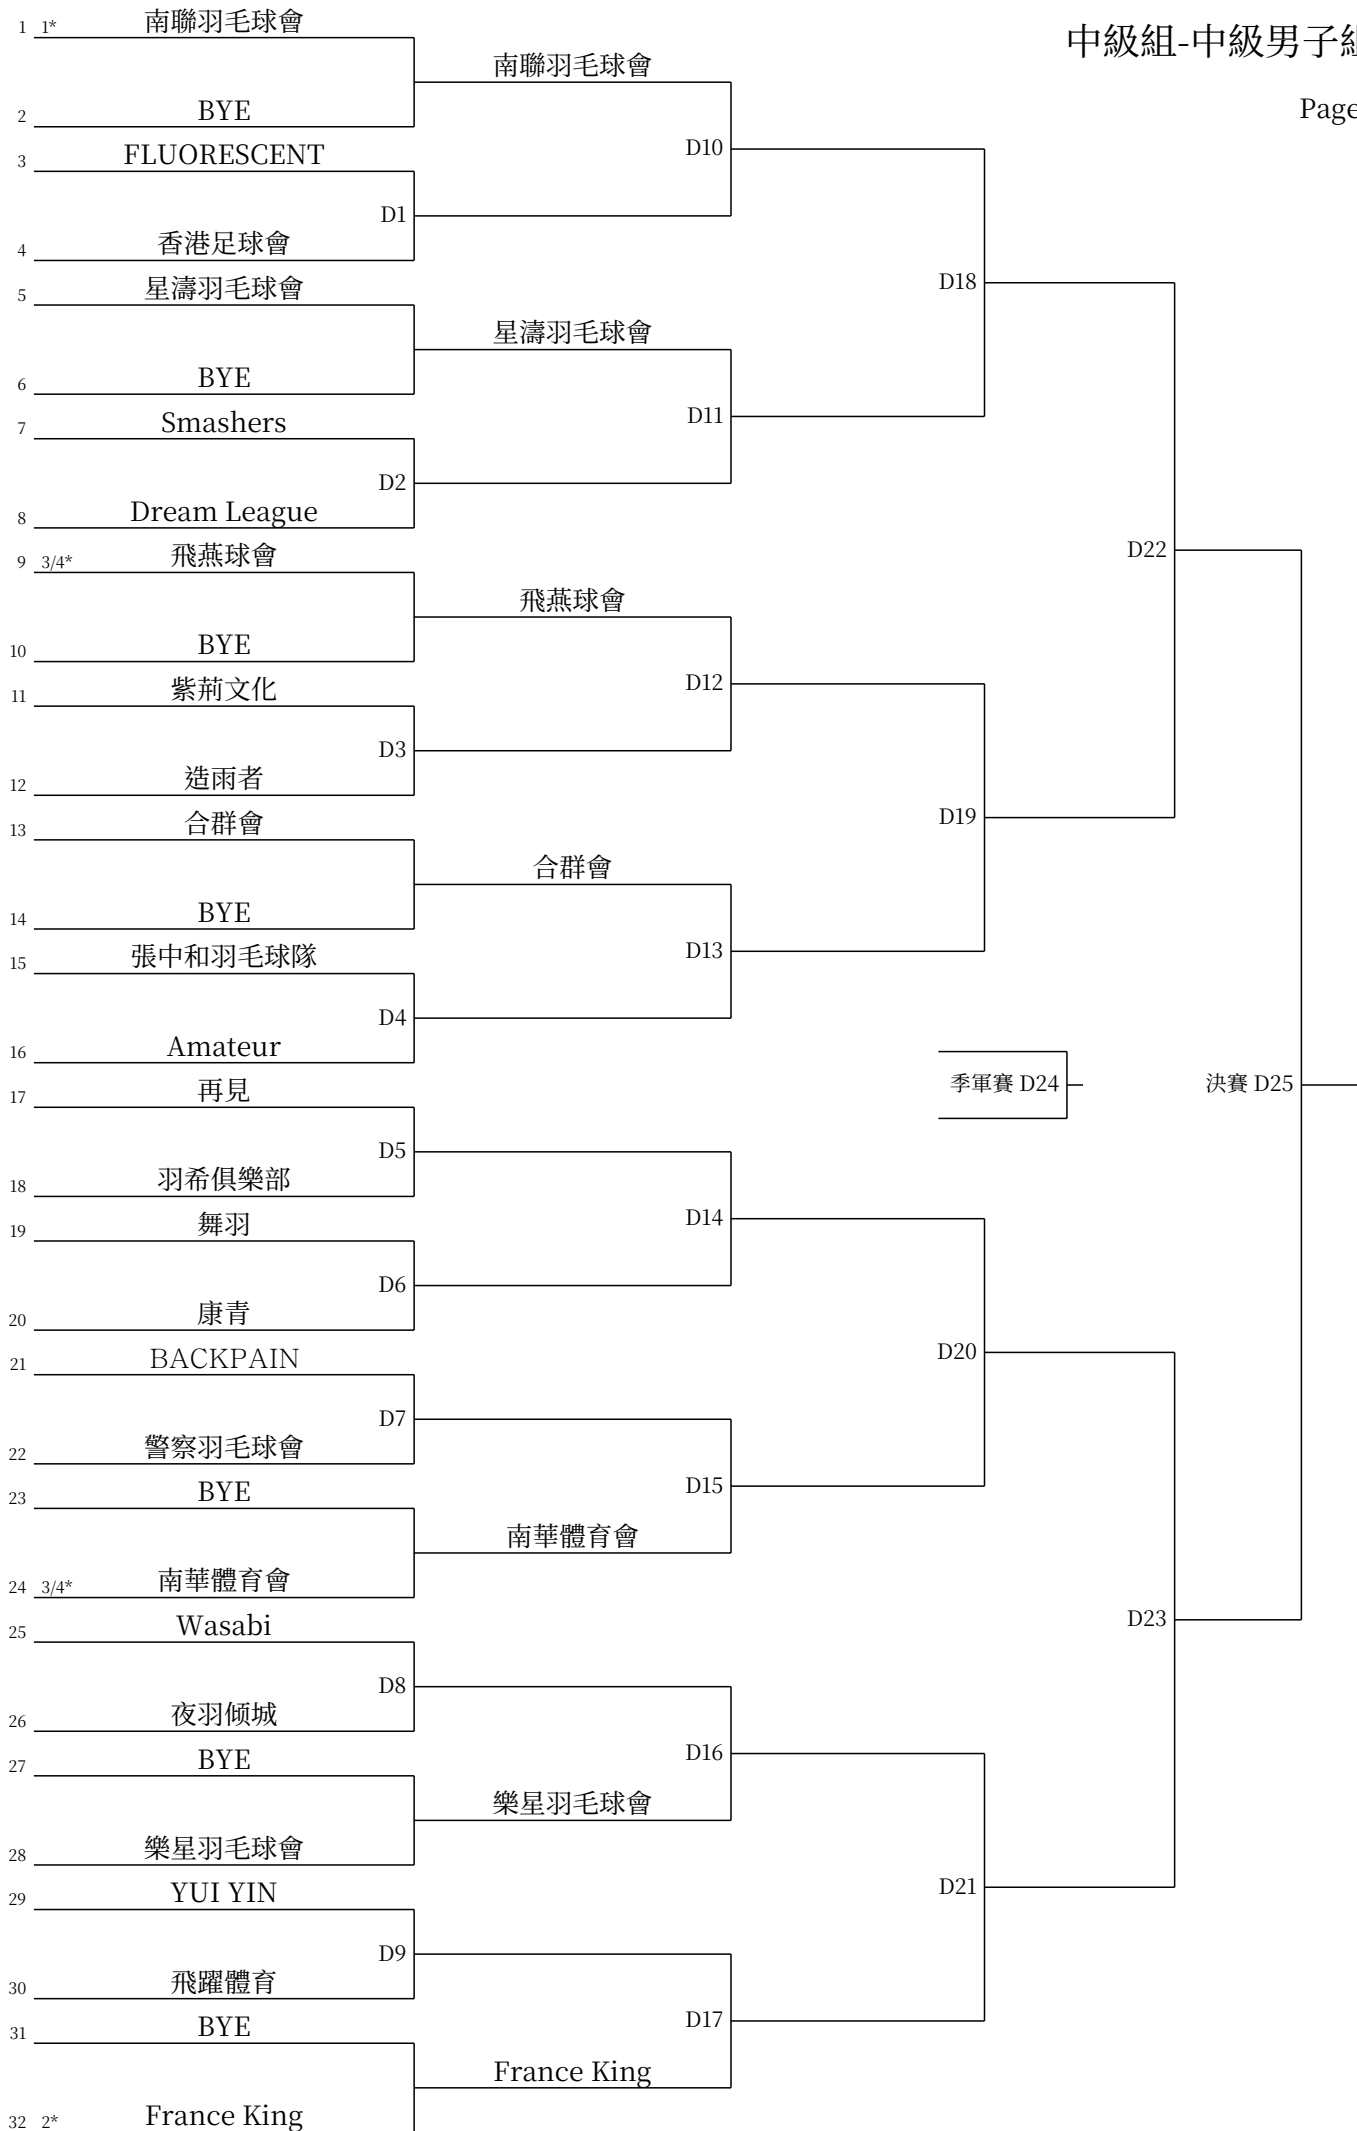 中級組-中級男子組
Page
1 1* 南聯羽毛球會
南聯羽毛球會
2 BYE
3 FLUORESCENT
D10
D1
4 香港足球會
5 星濤羽毛球會
D18
星濤羽毛球會
6 BYE
7 Smashers
D11
D2
8 Dream League
9 3/4* 飛燕球會
D22
飛燕球會
10 BYE
11 紫荊文化
D12
D3
12 造雨者
13 合群會
D19
合群會
14 BYE
15 張中和羽毛球隊
D13
D4
16 Amateur
季軍賽 D24
決賽 D25
17 再見
D5
18 羽希俱樂部
19 舞羽
D14
D6
20 康青
21 BACKPAIN
D20
D7
22 警察羽毛球會
23 BYE
D15
南華體育會
24 3/4* 南華體育會
25 Wasabi
D23
D8
26 夜羽倾城
27 BYE
D16
樂星羽毛球會
28 樂星羽毛球會
29 YUI YIN
D21
D9
30 飛躍體育
31 BYE
D17
France King
32 2* France King